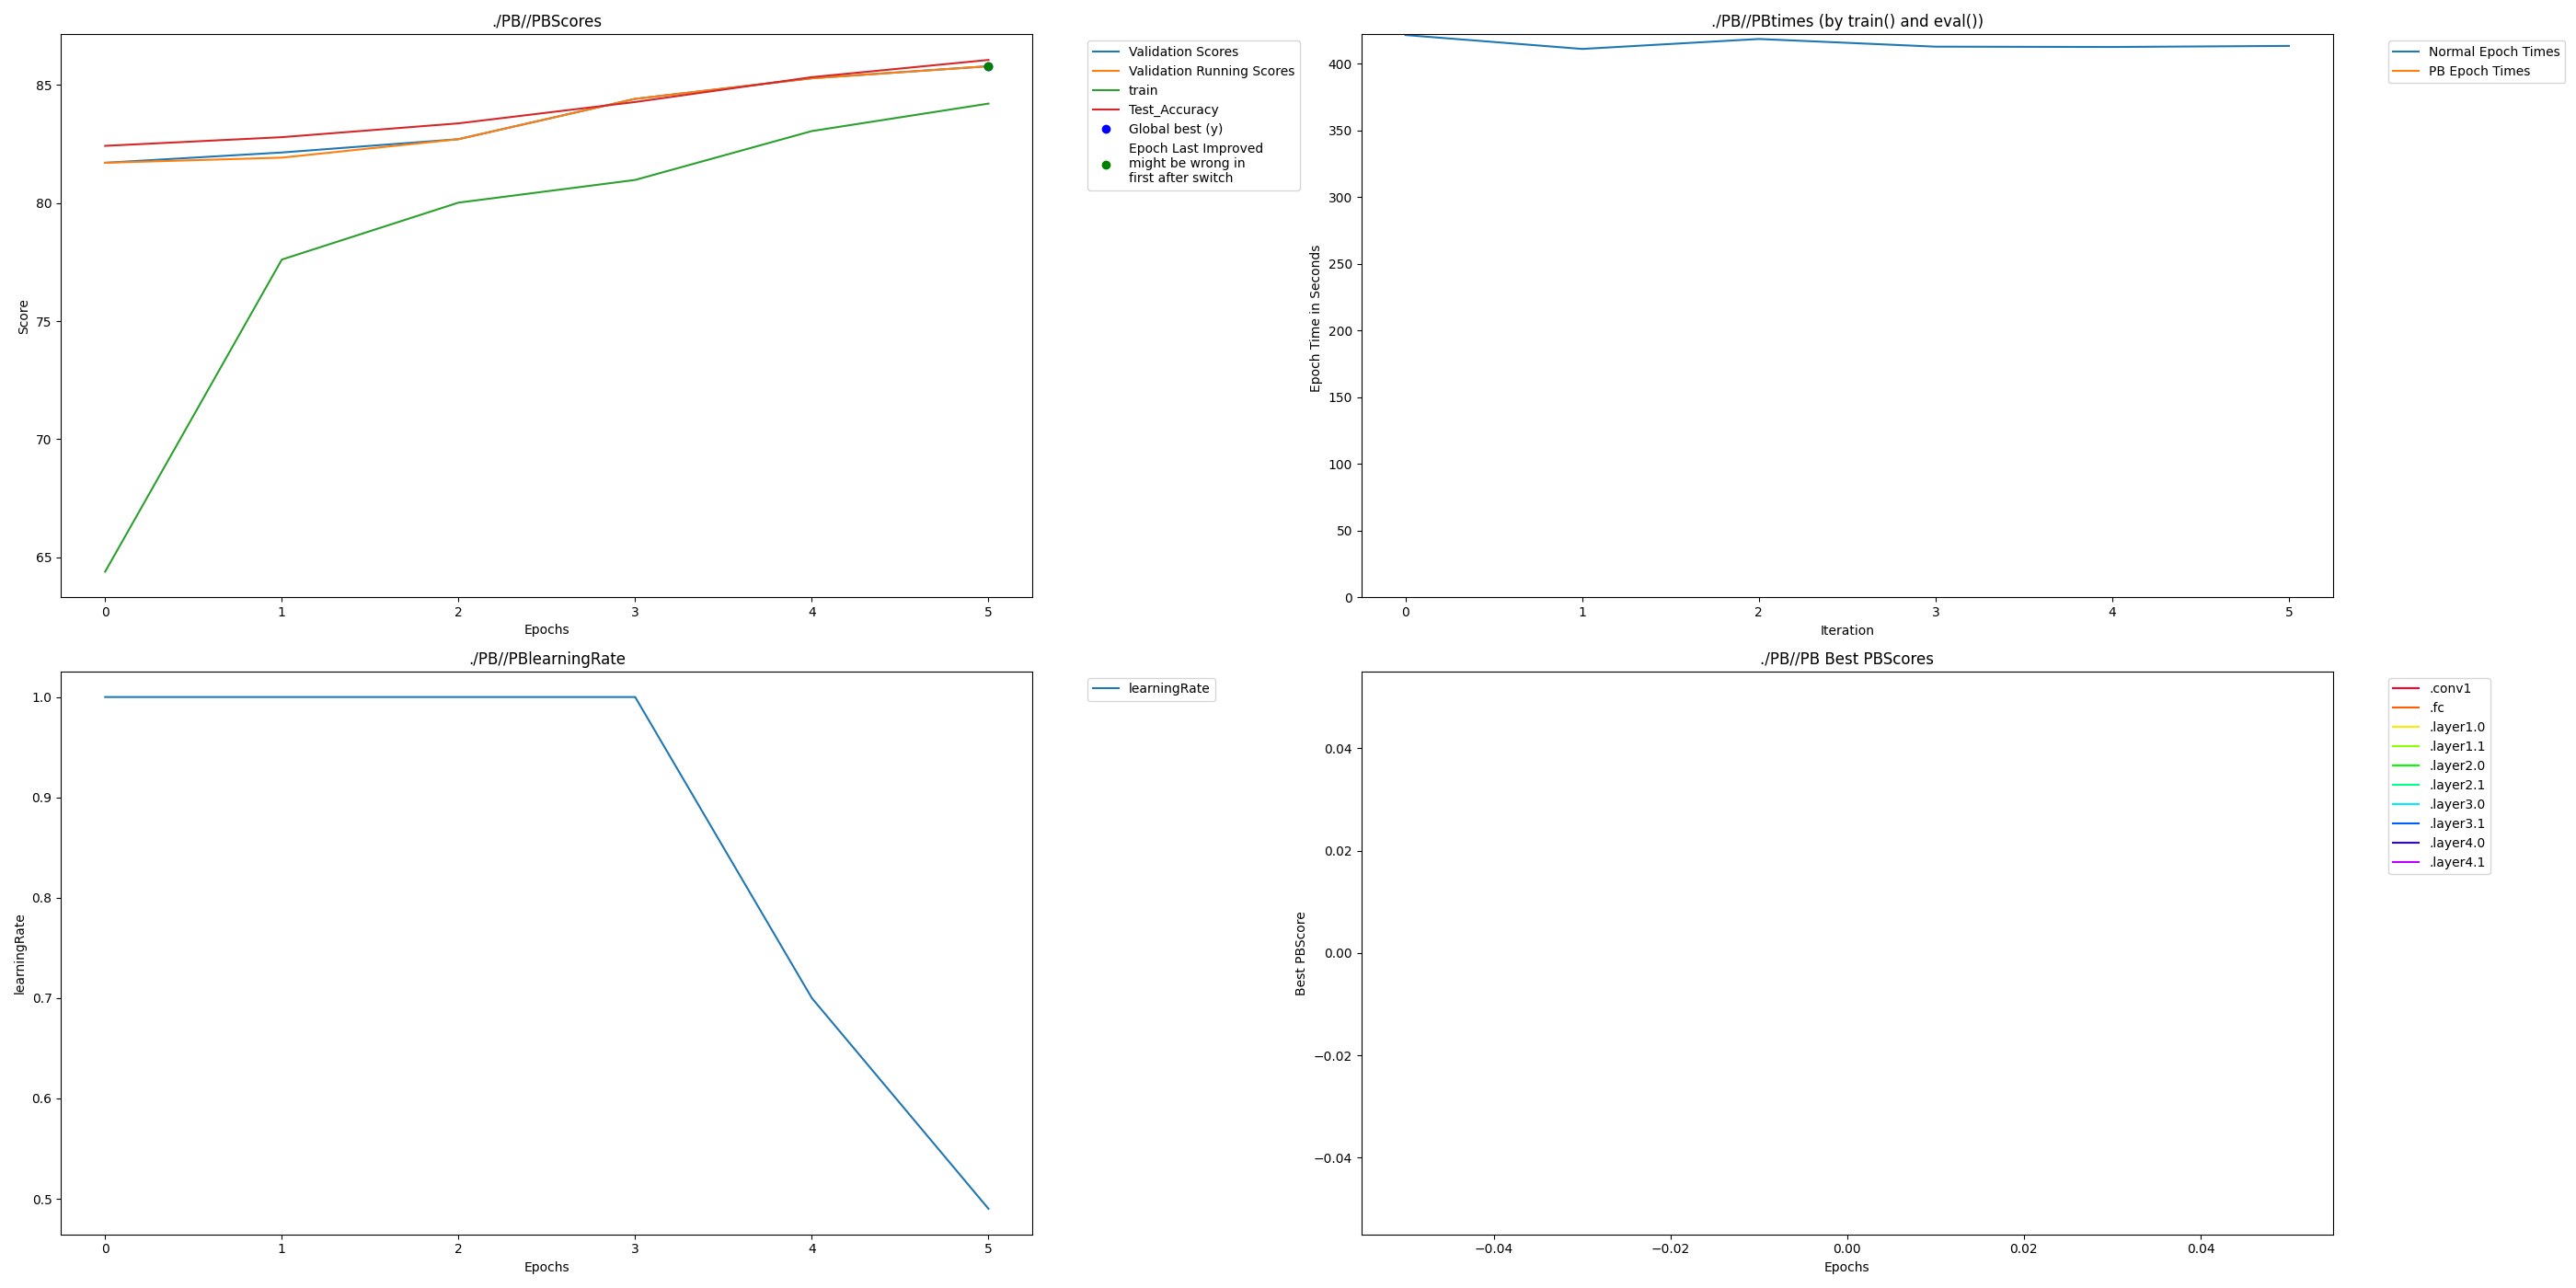 ./PB//PBScores
Score
85
80
75
70
65
0 1 2 3 4 5
Epochs
Validation Scores
Validation Running Scores
train
Test_Accuracy
Global best (y)
Epoch Last Improved
might be wrong in
first after switch
./PB//PBtimes (by train() and eval())
Epoch Time in Seconds
400
350
300
250
200
150
100
50
0
0 1 2 3 4 5
Iteration
Normal Epoch Times
PB Epoch Times
./PB//PBlearningRate
learningRate
1.0
0.9
0.8
0.7
0.6
0.5
0 1 2 3 4 5
Epochs
learningRate
./PB//PB Best PBScores
Best PBScore
0.04
0.02
0.00
−0.02
−0.04
−0.04 −0.02 0.00 0.02 0.04
Epochs
.conv1
.fc
.layer1.0
.layer1.1
.layer2.0
.layer2.1
.layer3.0
.layer3.1
.layer4.0
.layer4.1